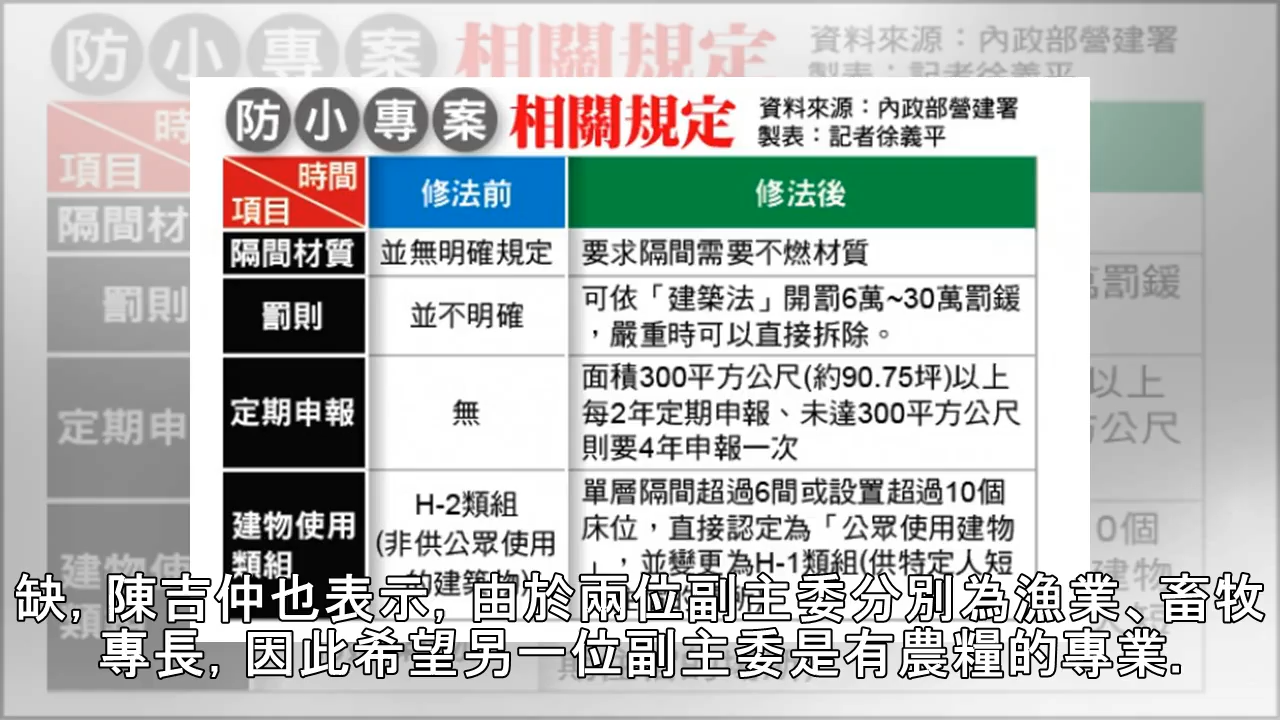 防小專案 相關規定
資料來源：內政部營建署
製表：記者徐義平
時間
項目
修法前
修法後
隔間材質
並無明確規定
要求隔間需要不燃材質
罰則
並不明確
可依「建築法」開罰6萬~30萬罰鍰
，嚴重時可以直接拆除。
定期申報
無
面積300平方公尺(約90.75坪)以上
每2年定期申報、未達300平方公尺
則要4年申報一次
建物使用
類組
H-2類組
(非供公眾使用
的建築物)
單層隔間超過6間或設置超過10個
床位，直接認定為「公眾使用建物
」，並變更為H-1類組(供特定人短
缺, 陳吉仲也表示, 由於兩位副主委分別為漁業、畜牧
專長, 因此希望另一位副主委是有農糧的專業.